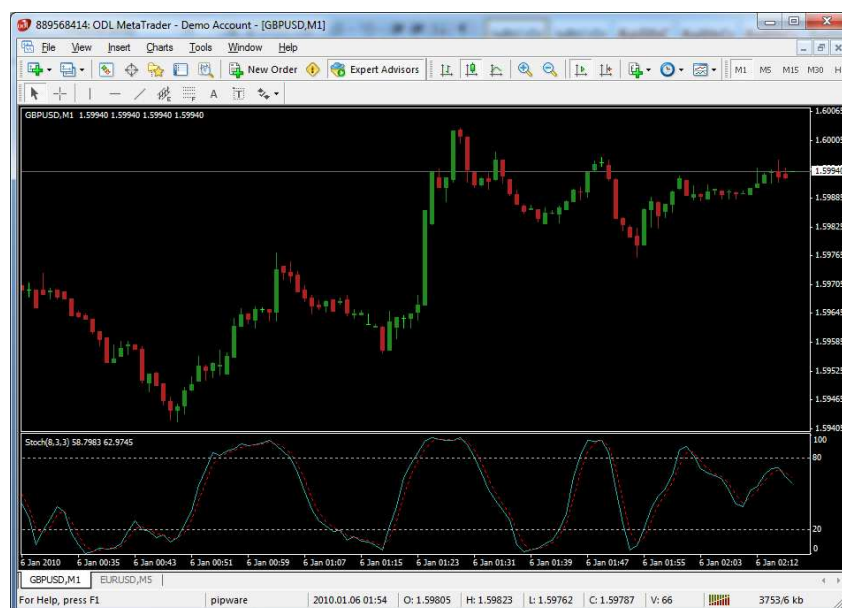 889568414: ODL MetaTrader - Demo Account - [GBPUSD,M1]
File View Insert Charts Tools Window Help
New Order Expert Advisors M1 M5 M15 M30 H
A T
GBPUSD,M1 1.59940 1.59940 1.59940 1.59940
1.60065
1.60005
1.59940
1.59885
1.59825
1.59765
1.59705
1.59645
1.59585
1.59525
1.59465
1.59405
Stoch(8,3,3) 58.7983 62.9745
100
80
20
0
6 Jan 2010 6 Jan 00:35 6 Jan 00:43 6 Jan 00:51 6 Jan 00:59 6 Jan 01:07 6 Jan 01:15 6 Jan 01:23 6 Jan 01:31 6 Jan 01:39 6 Jan 01:47 6 Jan 01:55 6 Jan 02:03 6 Jan 02:12
GBPUSD,M1 EURUSD,M5
For Help, press F1 pipware 2010.01.06 01:54 O: 1.59805 H: 1.59823 L: 1.59762 C: 1.59787 V: 66 3753/6 kb